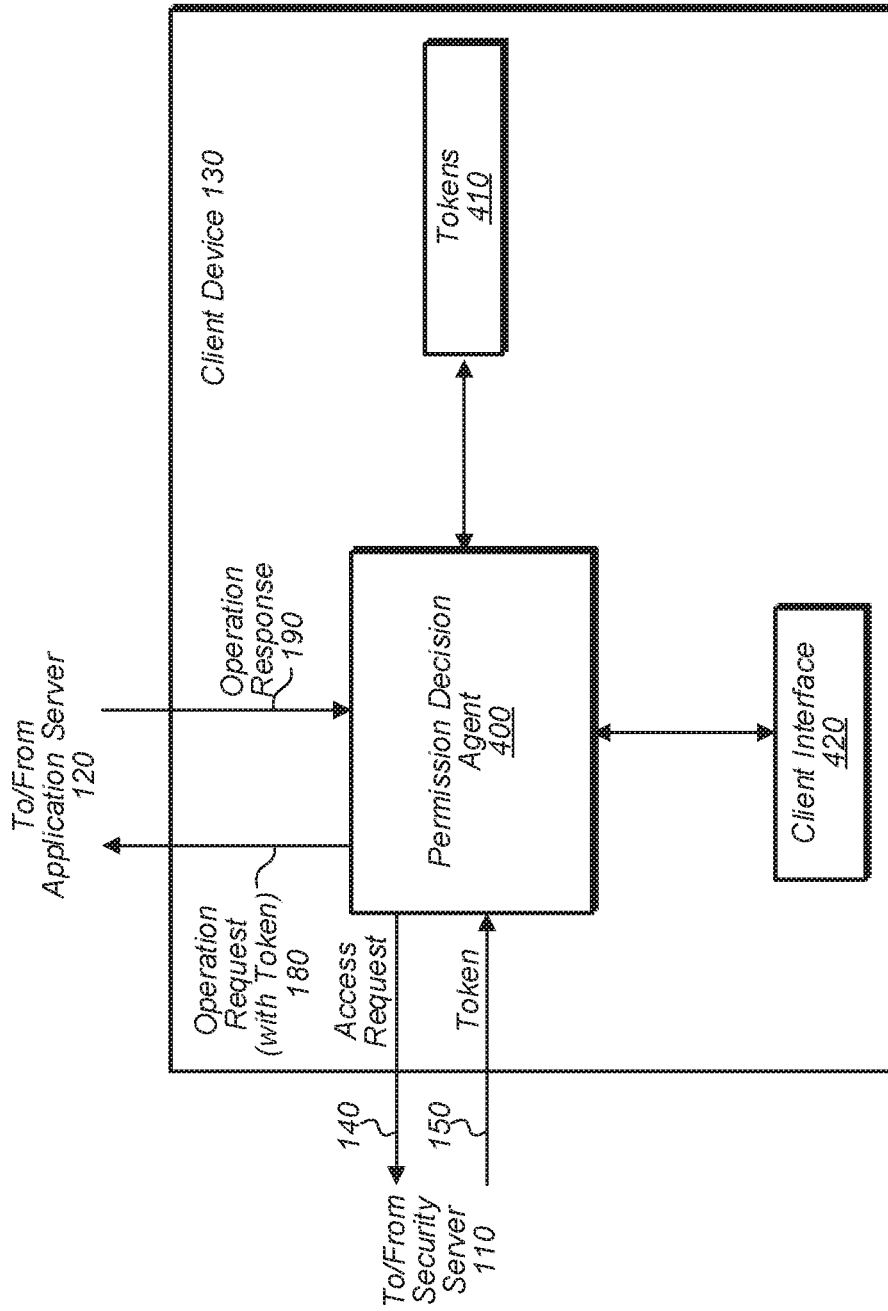 To/From
Application Server
120
Client Device 130
Operation
Request
(with Token)
180
Operation
Response
190
Access
Request
140
Token
150
To/From
Security
Server
110
Permission Decision
Agent
400
Tokens
410
Client Interface
420